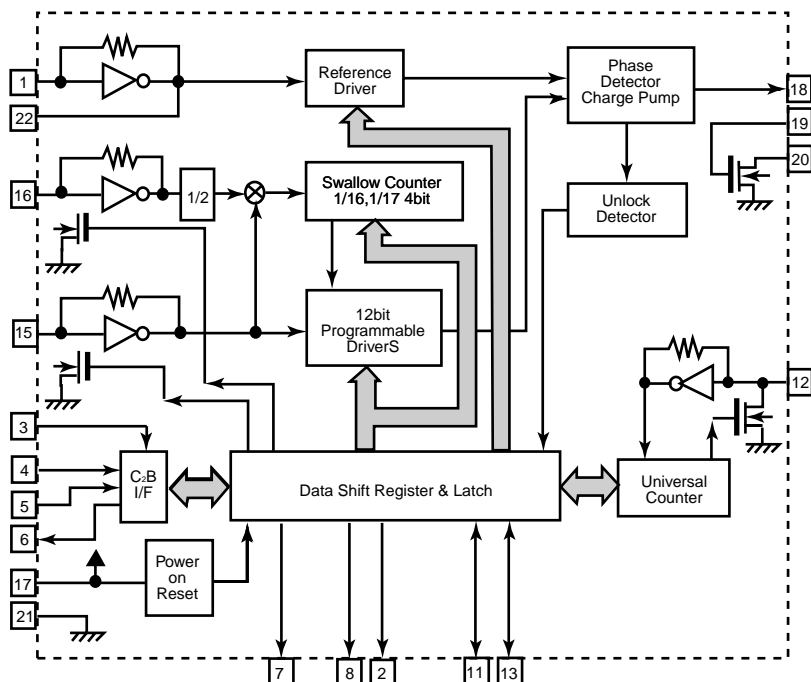 1
22
16
15
3
4
5
6
17
21
Reference
Driver
Phase
Detector
Charge Pump
18
19
20
1/2
Swallow Counter
1/16,1/17 4bit
Unlock
Detector
12bit
Programmable
DriverS
12
C₂B
I/F
Data Shift Register & Latch
Universal
Counter
Power
on
Reset
7
8
2
11
13